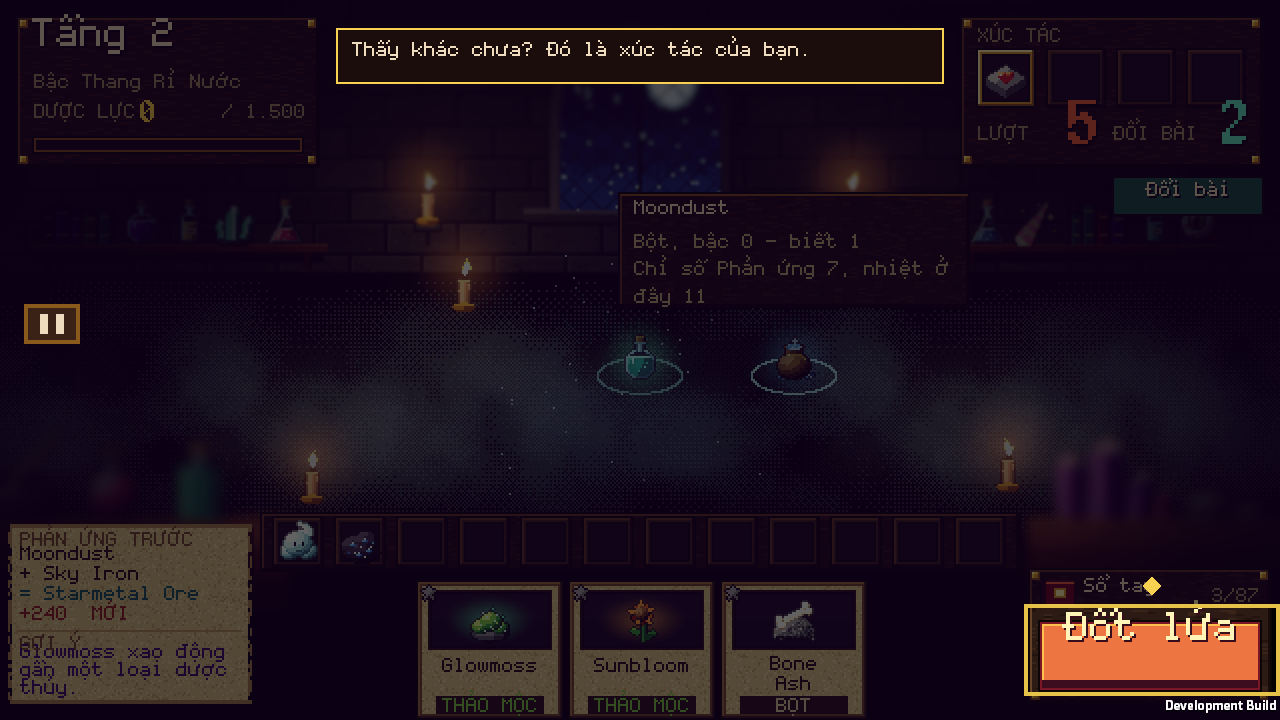 Tầng 2
Bậc Thang Rỉ Nước
DƯỢC LỰC 0 / 1.500
Thấy khác chưa? Đó là xúc tác của bạn.
XÚC TÁC
LƯỢT 5 ĐỔI BÀI 2
Đổi bài
Moondust
Bột, bậc 0 - biết 1
Chỉ số Phản ứng 7, nhiệt ở
đây 11
PHẢN ỨNG TRƯỚC
Moondust
+ Sky Iron
= Starmetal Ore
+240 MỚI
GỢI Ý
Glowmoss xao động
gần một loại dược
thủy.
Glowmoss
THẢO MỘC
Sunbloom
THẢO MỘC
Bone
Ash
BỘT
Sổ tay
3/87
Đốt lửa
Development Build